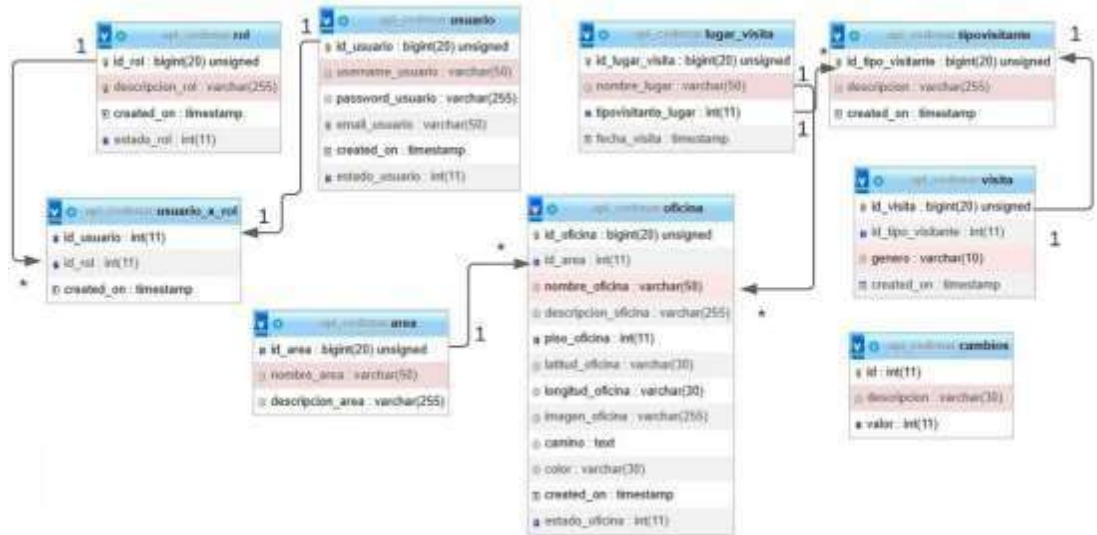 rol
id_rol : bigint(20) unsigned
descripcion_rol : varchar(255)
created_on : timestamp
estado_rol : int(11)
1
*
usuario
id_usuario : bigint(20) unsigned
username_usuario : varchar(50)
password_usuario : varchar(255)
email_usuario : varchar(50)
created_on : timestamp
estado_usuario : int(11)
1
1
usuario_x_rol
id_usuario : int(11)
id_rol : int(11)
created_on : timestamp
lugar_visita
id_lugar_visita : bigint(20) unsigned
nombre_lugar : varchar(50)
tipovisitante_lugar : int(11)
fecha_visita : timestamp
1
1
*
*
tipovisitante
id_tipo_visitante : bigint(20) unsigned
descripcion : varchar(255)
created_on : timestamp
1
visita
id_visita : bigint(20) unsigned
id_tipo_visitante : int(11)
genero : varchar(10)
created_on : timestamp
1
area
id_area : bigint(20) unsigned
nombre_area : varchar(50)
descripcion_area : varchar(255)
1
*
oficina
id_oficina : bigint(20) unsigned
id_area : int(11)
nombre_oficina : varchar(50)
descripcion_oficina : varchar(255)
piso_oficina : int(11)
latitud_oficina : varchar(30)
longitud_oficina : varchar(30)
imagen_oficina : varchar(255)
camino : text
color : varchar(30)
created_on : timestamp
estado_oficina : int(11)
cambios
id : int(11)
descripcion : varchar(30)
valor : int(11)